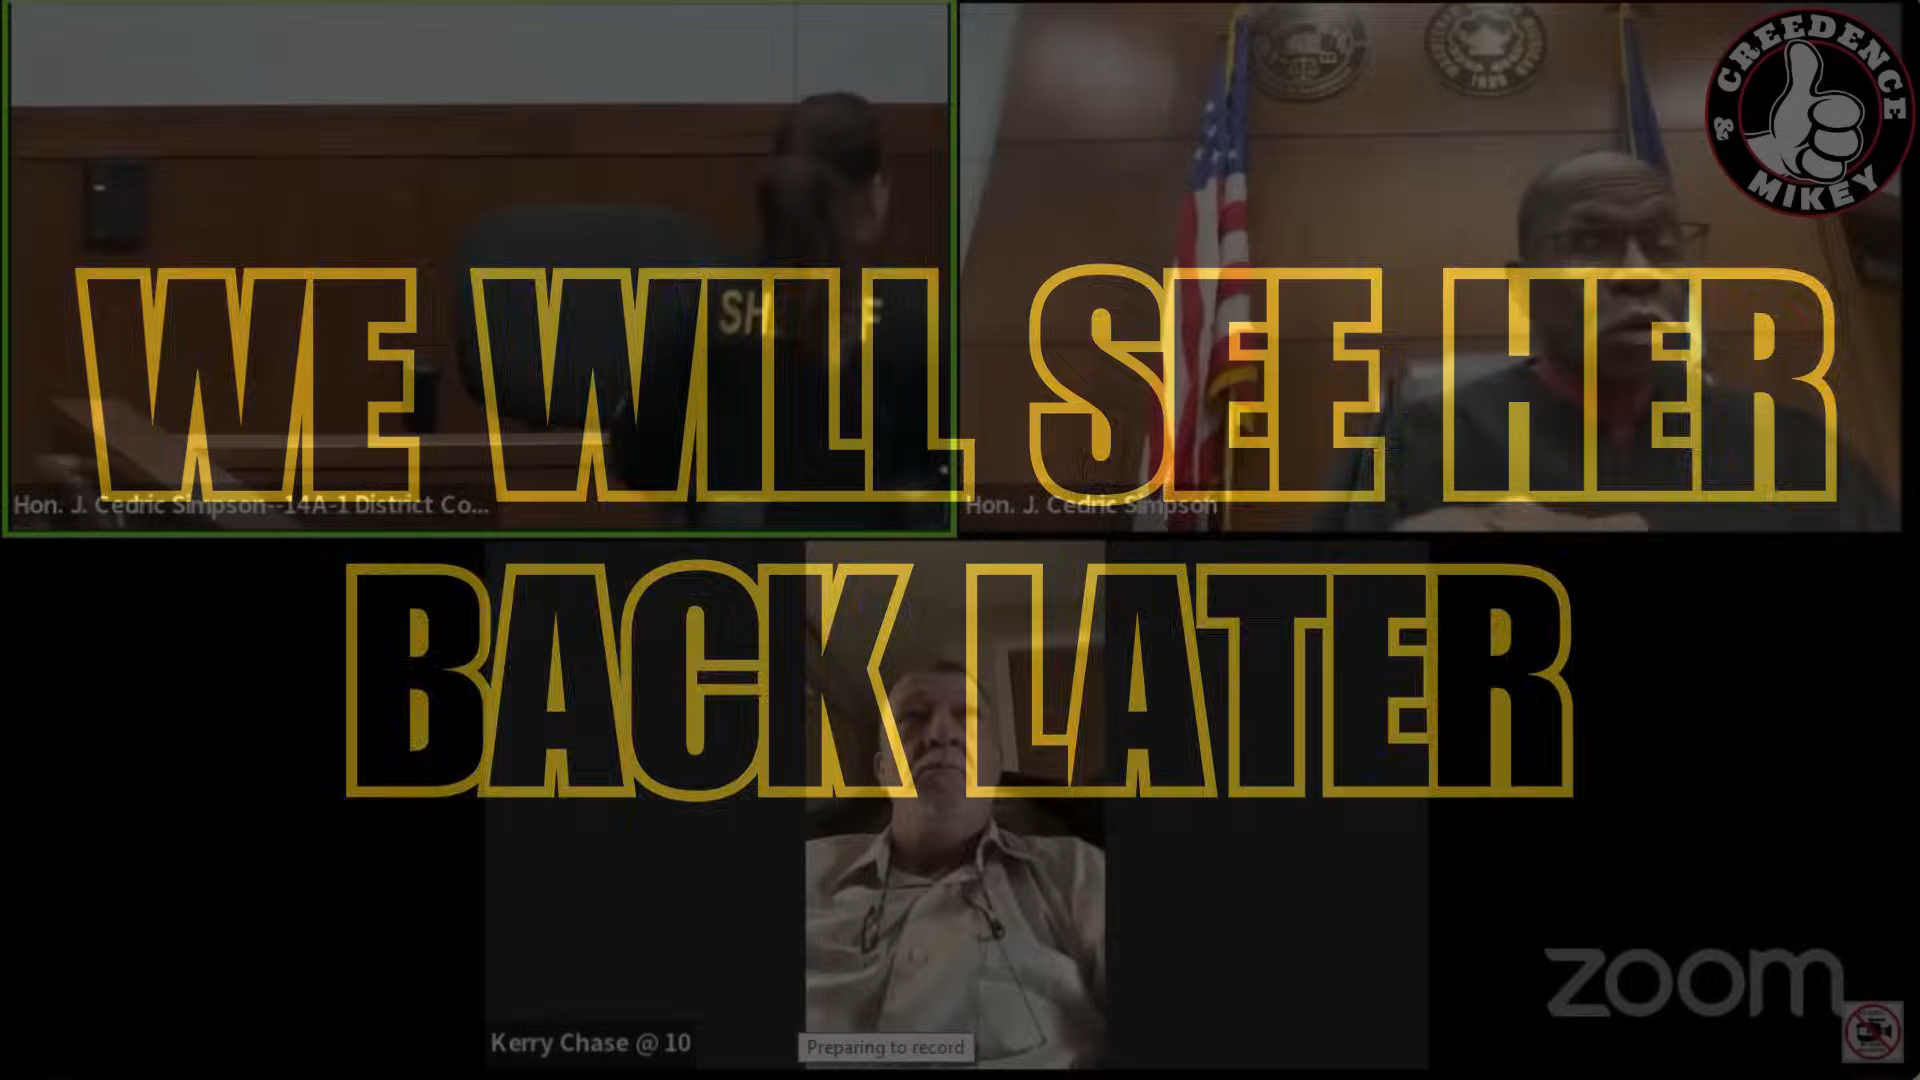 CREEDENCE
& MIKEY
SH F
WE WILL SEE HER
Hon. J. Cedric Simpson--14A-1 District Co...
Hon. J. Cedric Simpson
BACK LATER
zoom
Kerry Chase @ 10
Preparing to record